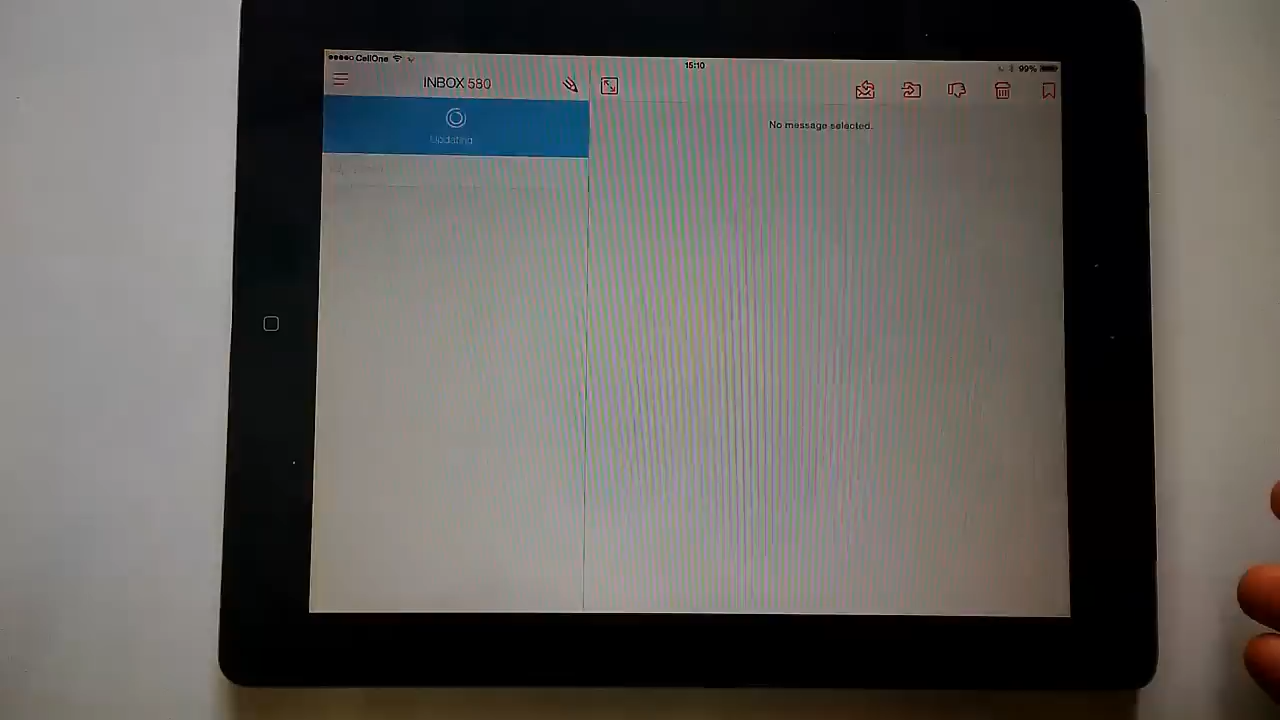 CellOne
15:10
99%
INBOX 580
Updating
No message selected.